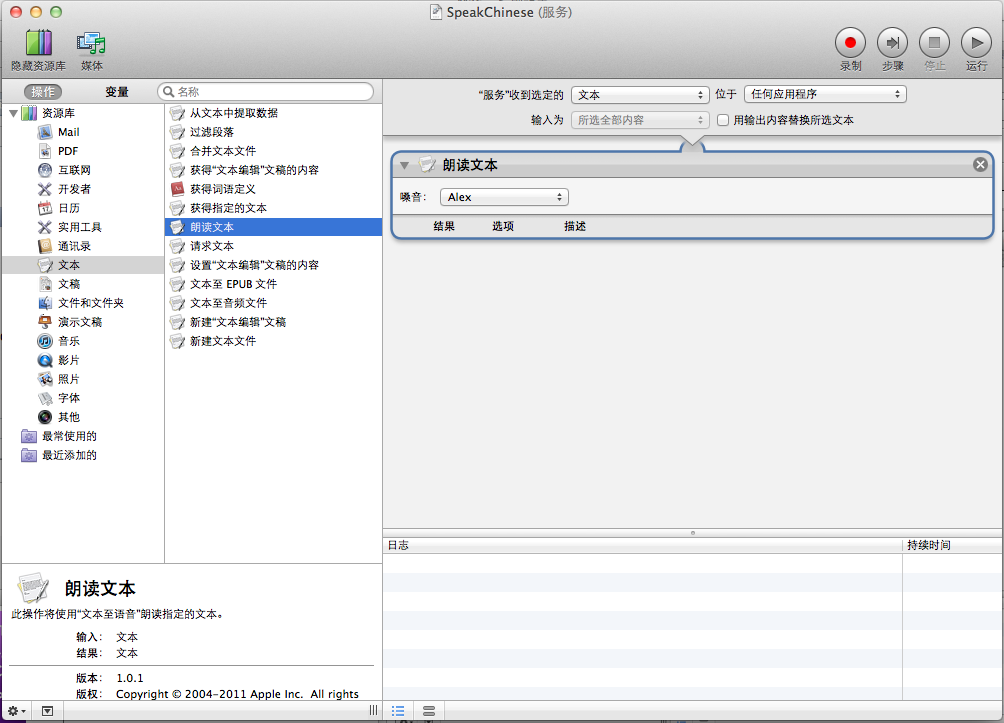 SpeakChinese (服务)
隐藏资源库 媒体 录制 步骤 停止 运行
操作 变量 名称
资源库
Mail
PDF
互联网
开发者
日历
实用工具
通讯录
文本
文稿
文件和文件夹
演示文稿
音乐
影片
照片
字体
其他
最常使用的
最近添加的
从文本中提取数据
过滤段落
合并文本文件
获得“文本编辑”文稿的内容
获得词语定义
获得指定的文本
朗读文本
请求文本
设置“文本编辑”文稿的内容
文本至 EPUB 文件
文本至音频文件
新建“文本编辑”文稿
新建文本文件
“服务”收到选定的 文本 位于 任何应用程序
输入为 所选全部内容 用输出内容替换所选文本
朗读文本
嗓音: Alex
结果 选项 描述
日志 持续时间
朗读文本
此操作将使用“文本至语音”朗读指定的文本。
输入: 文本
结果: 文本
版本: 1.0.1
版权: Copyright © 2004-2011 Apple Inc. All rights